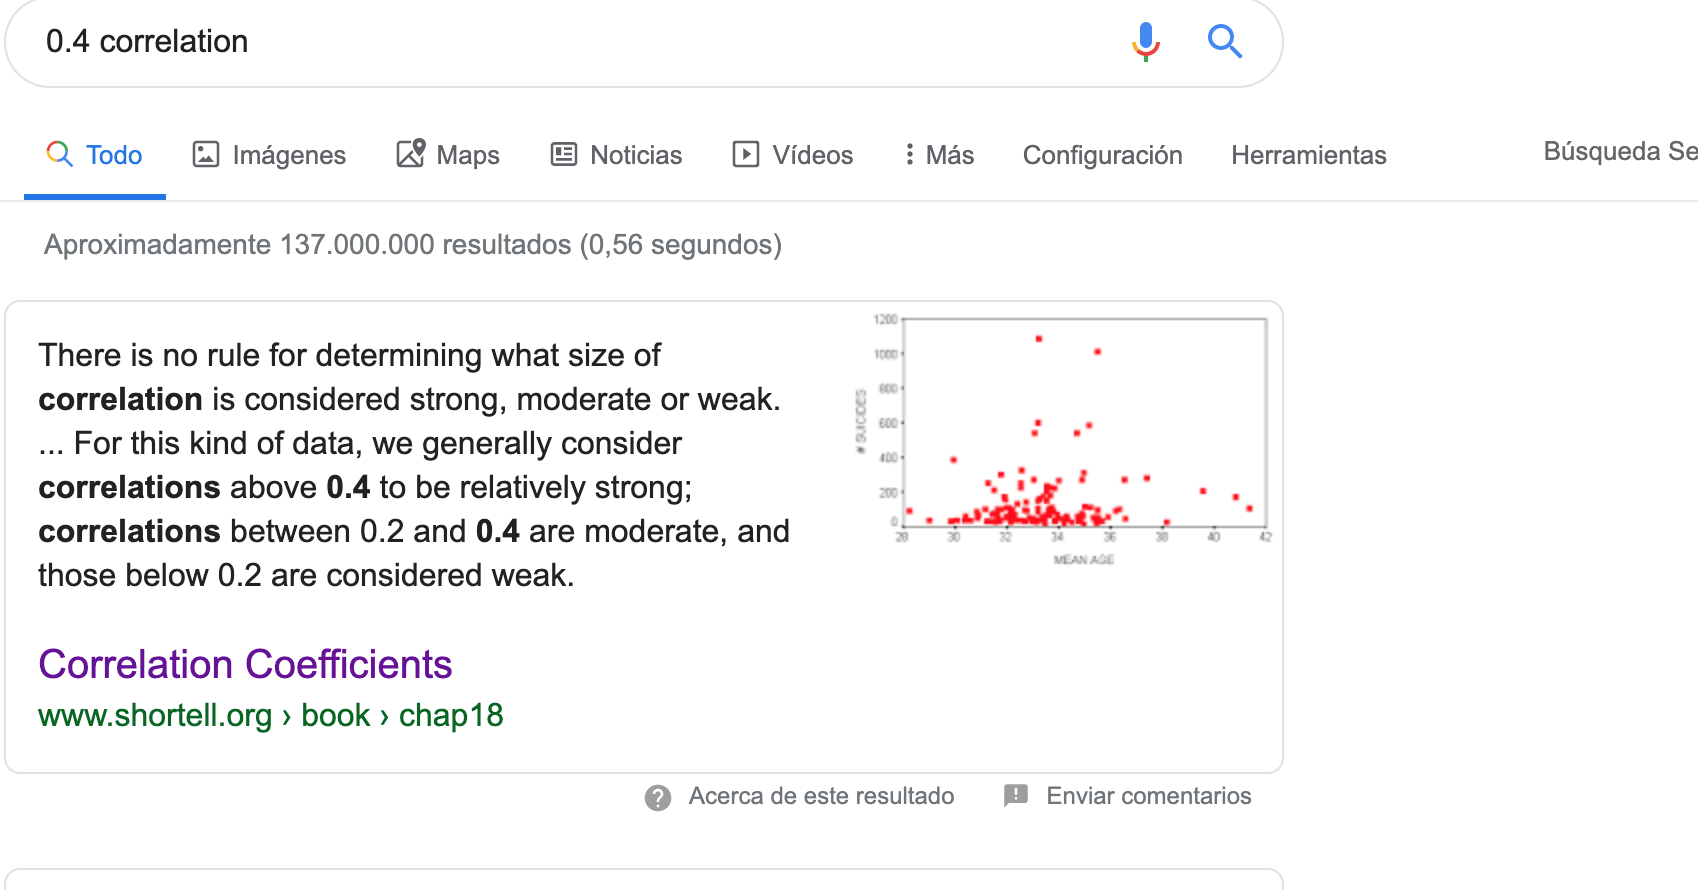 0.4 correlation
Todo Imágenes Maps Noticias Vídeos Más Configuración Herramientas Búsqueda Se
Aproximadamente 137.000.000 resultados (0,56 segundos)
There is no rule for determining what size of
correlation is considered strong, moderate or weak.
... For this kind of data, we generally consider
correlations above 0.4 to be relatively strong;
correlations between 0.2 and 0.4 are moderate, and
those below 0.2 are considered weak.
1200
1000
800
600
400
200
0
# SUICIDES
28 30 32 34 36 38 40 42
MEAN AGE
Correlation Coefficients
www.shortell.org › book › chap18
Acerca de este resultado Enviar comentarios